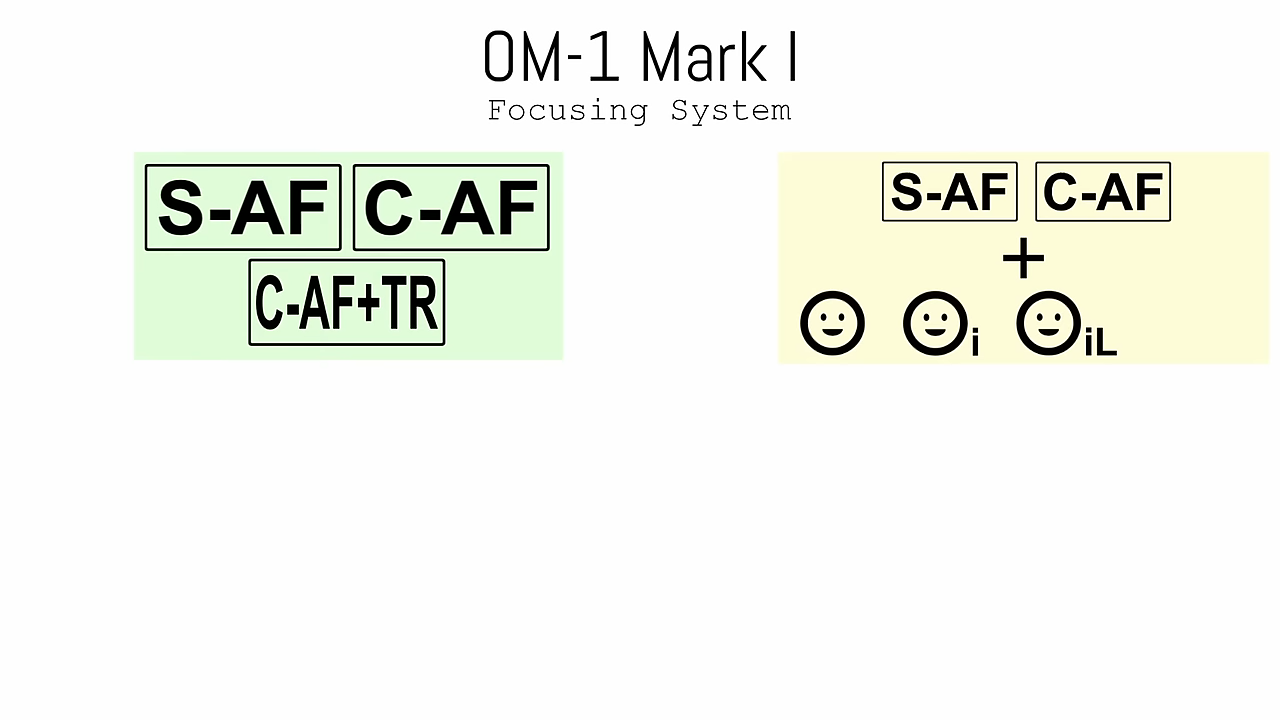 OM-1 Mark I
Focusing System
S-AF C-AF
C-AF+TR
S-AF C-AF
+
i iL